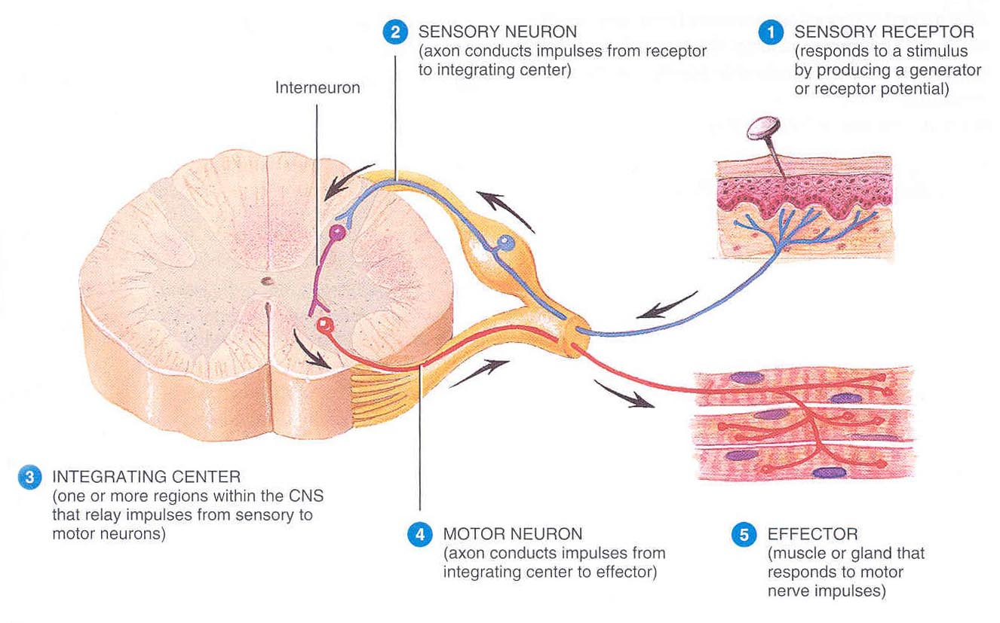 1
SENSORY RECEPTOR
(responds to a stimulus
by producing a generator
or receptor potential)
2
SENSORY NEURON
(axon conducts impulses from receptor
to integrating center)
Interneuron
3
INTEGRATING CENTER
(one or more regions within the CNS
that relay impulses from sensory to
motor neurons)
4
MOTOR NEURON
(axon conducts impulses from
integrating center to effector)
5
EFFECTOR
(muscle or gland that
responds to motor
nerve impulses)